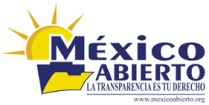 México
ABIERTO
LA TRANSPARENCIA ES TU DERECHO
www.mexicoabierto.org